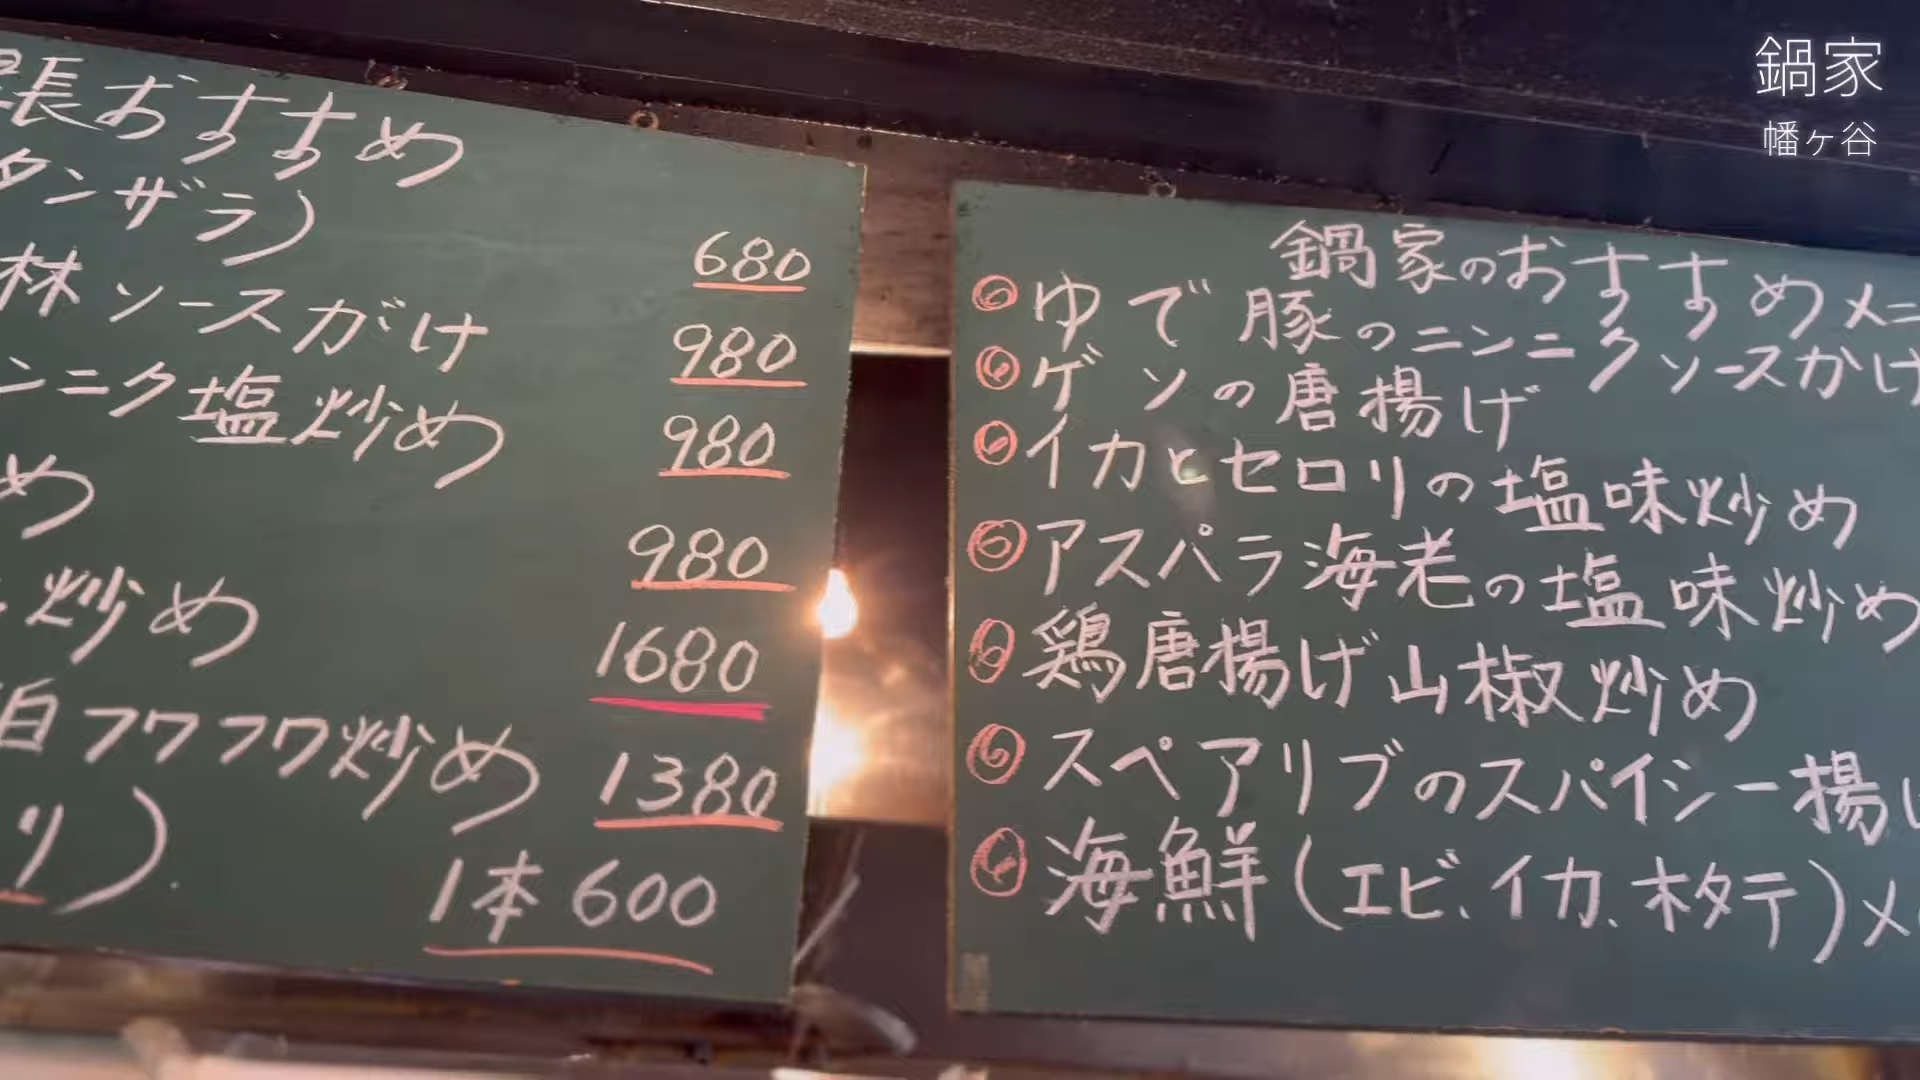 長おすすめ
タンザラ)
680
林ソースがけ
980
ンニク塩炒め
980
め
980
炒め
1680
白フワフワ炒め
1380
リ)
1本600
鍋家のおすすめメニ
◎ゆで豚のニンニクソースかけ
◎ゲソの唐揚げ
◎イカとセロリの塩味炒め
◎アスパラ海老の塩味炒め
◎鶏唐揚げ山椒炒め
◎スペアリブのスパイシー揚げ
◎海鮮(エビ、イカ、ホタテ)メ
鍋家
幡ヶ谷